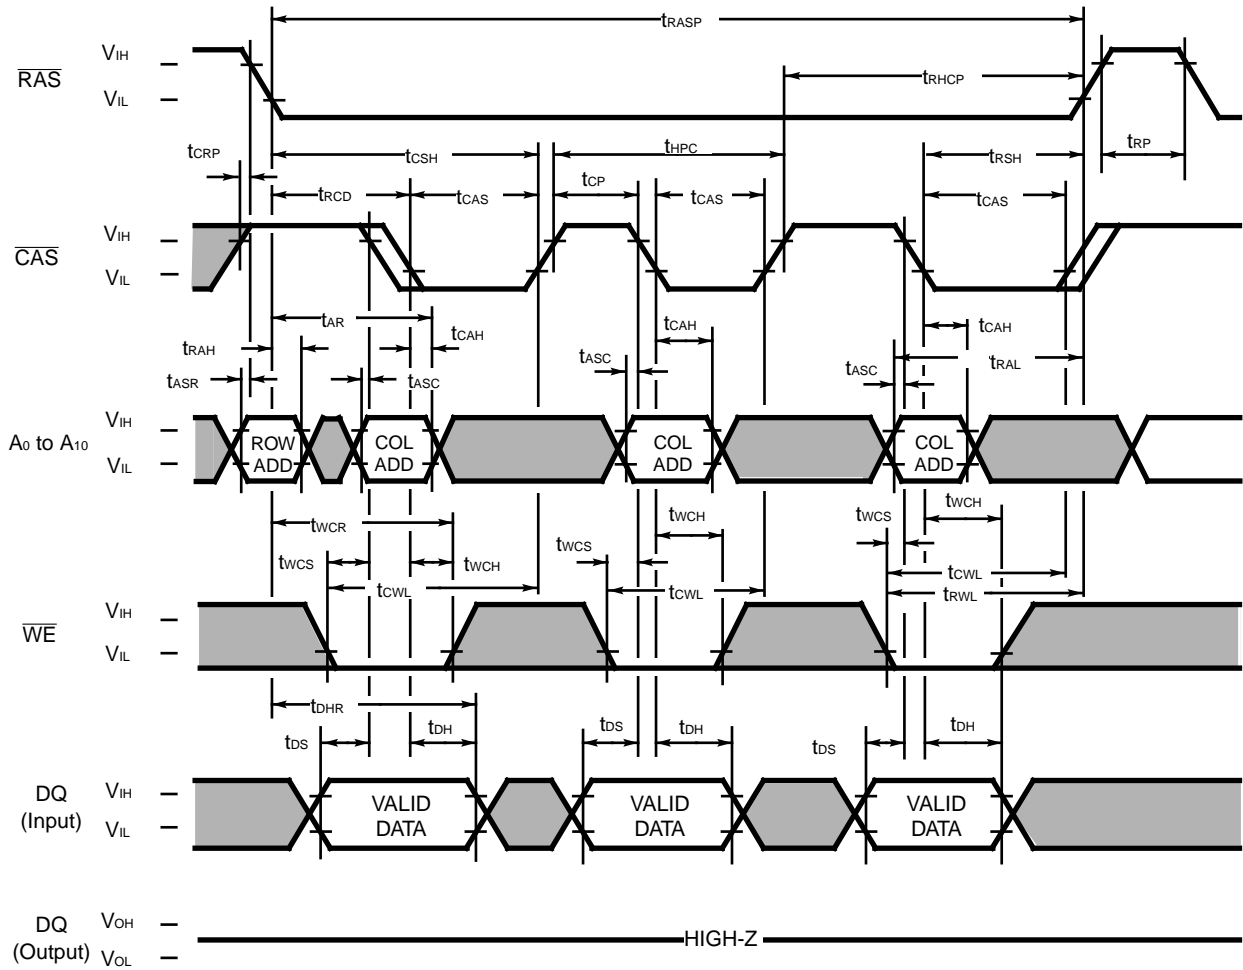 tRASP
VIH
RAS
tRHCP
VIL
tCRP tCSH tHPC tRSH tRP
tRCD tCAS tCP tCAS tCAS
VIH
CAS
VIL
tAR tCAH tCAH tCAH
tRAH tASC tRAL
tASR tASC tASC
VIH
A0 to A10 ROW ADD COL ADD COL ADD COL ADD
VIL
tWCR tWCH tWCS tWCH
tWCS tWCH tWCS
tCWL tCWL tCWL
tRWL
VIH
WE
VIL
tDHR
tDS tDH tDS tDH tDS tDH
DQ VIH VALID VALID VALID
(Input) VIL DATA DATA DATA
DQ VOH
HIGH-Z
(Output) VOL